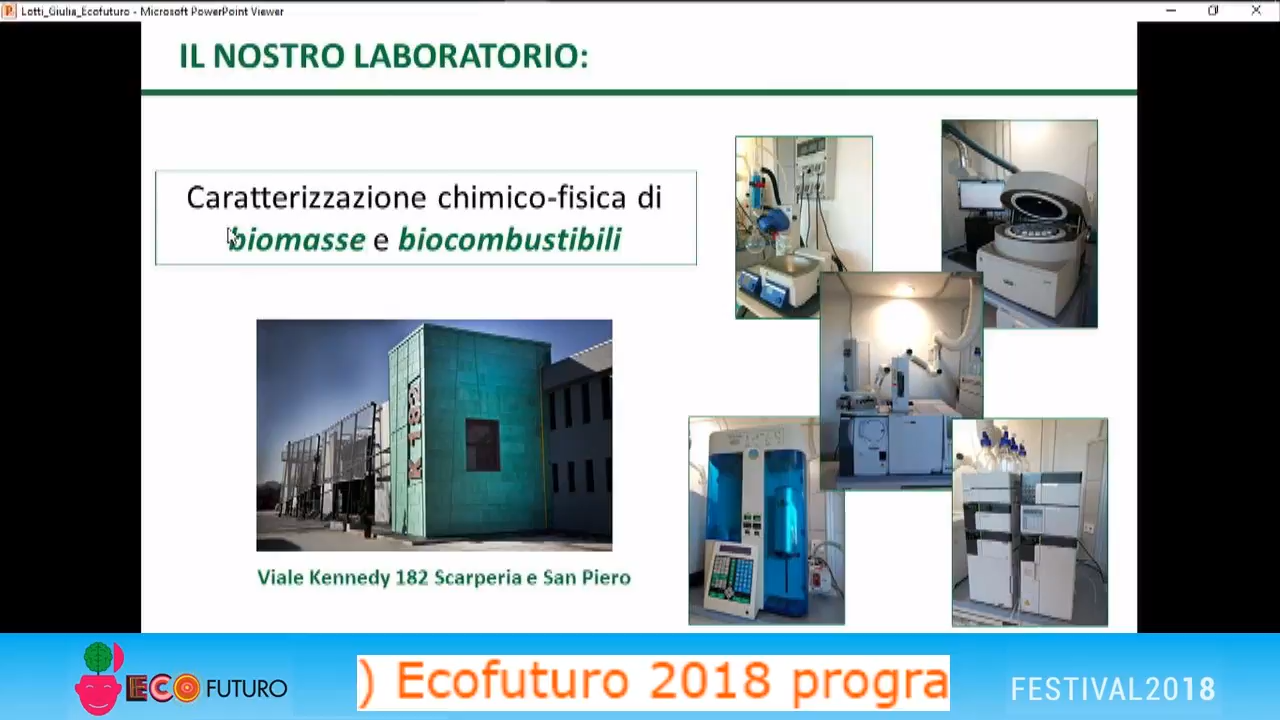 Lotti_Giulia_Ecofuturo - Microsoft PowerPoint Viewer
IL NOSTRO LABORATORIO:
Caratterizzazione chimico-fisica di
biomasse e biocombustibili
K 182
Viale Kennedy 182 Scarperia e San Piero
ECO FUTURO
) Ecofuturo 2018 progra
FESTIVAL2018